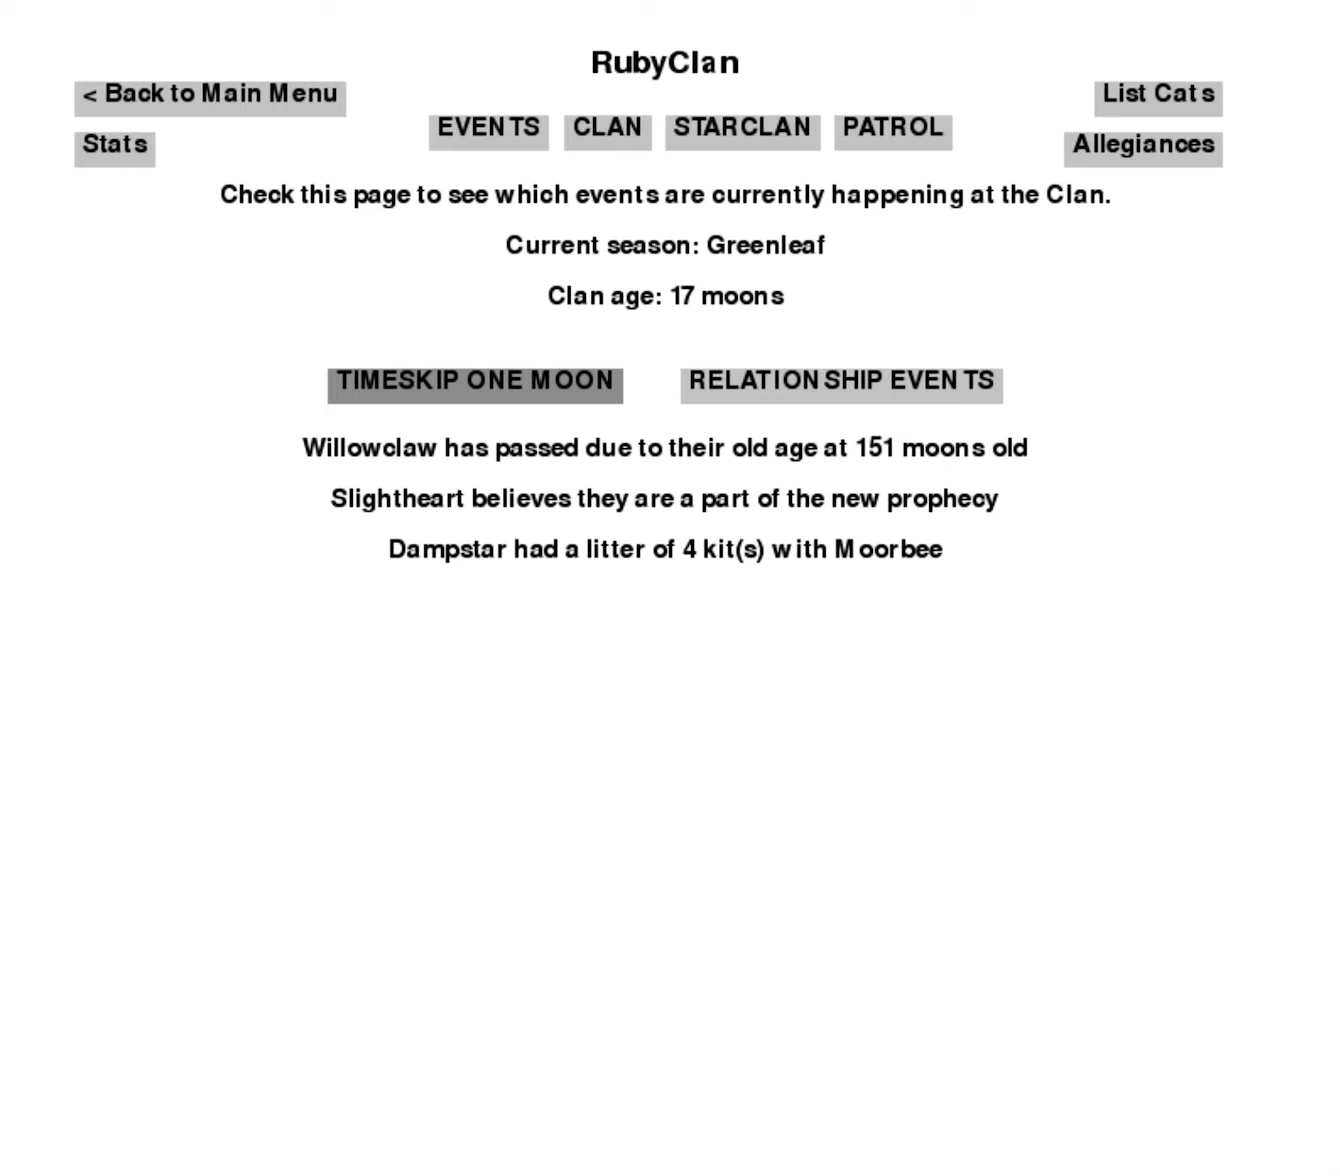 RubyClan
< Back to Main Menu
List Cats
EVENTS CLAN STARCLAN PATROL
Stats
Allegiances
Check this page to see which events are currently happening at the Clan.
Current season: Greenleaf
Clan age: 17 moons
TIMESKIP ONE MOON RELATIONSHIP EVENTS
Willowclaw has passed due to their old age at 151 moons old
Slightheart believes they are a part of the new prophecy
Dampstar had a litter of 4 kit(s) with Moorbee